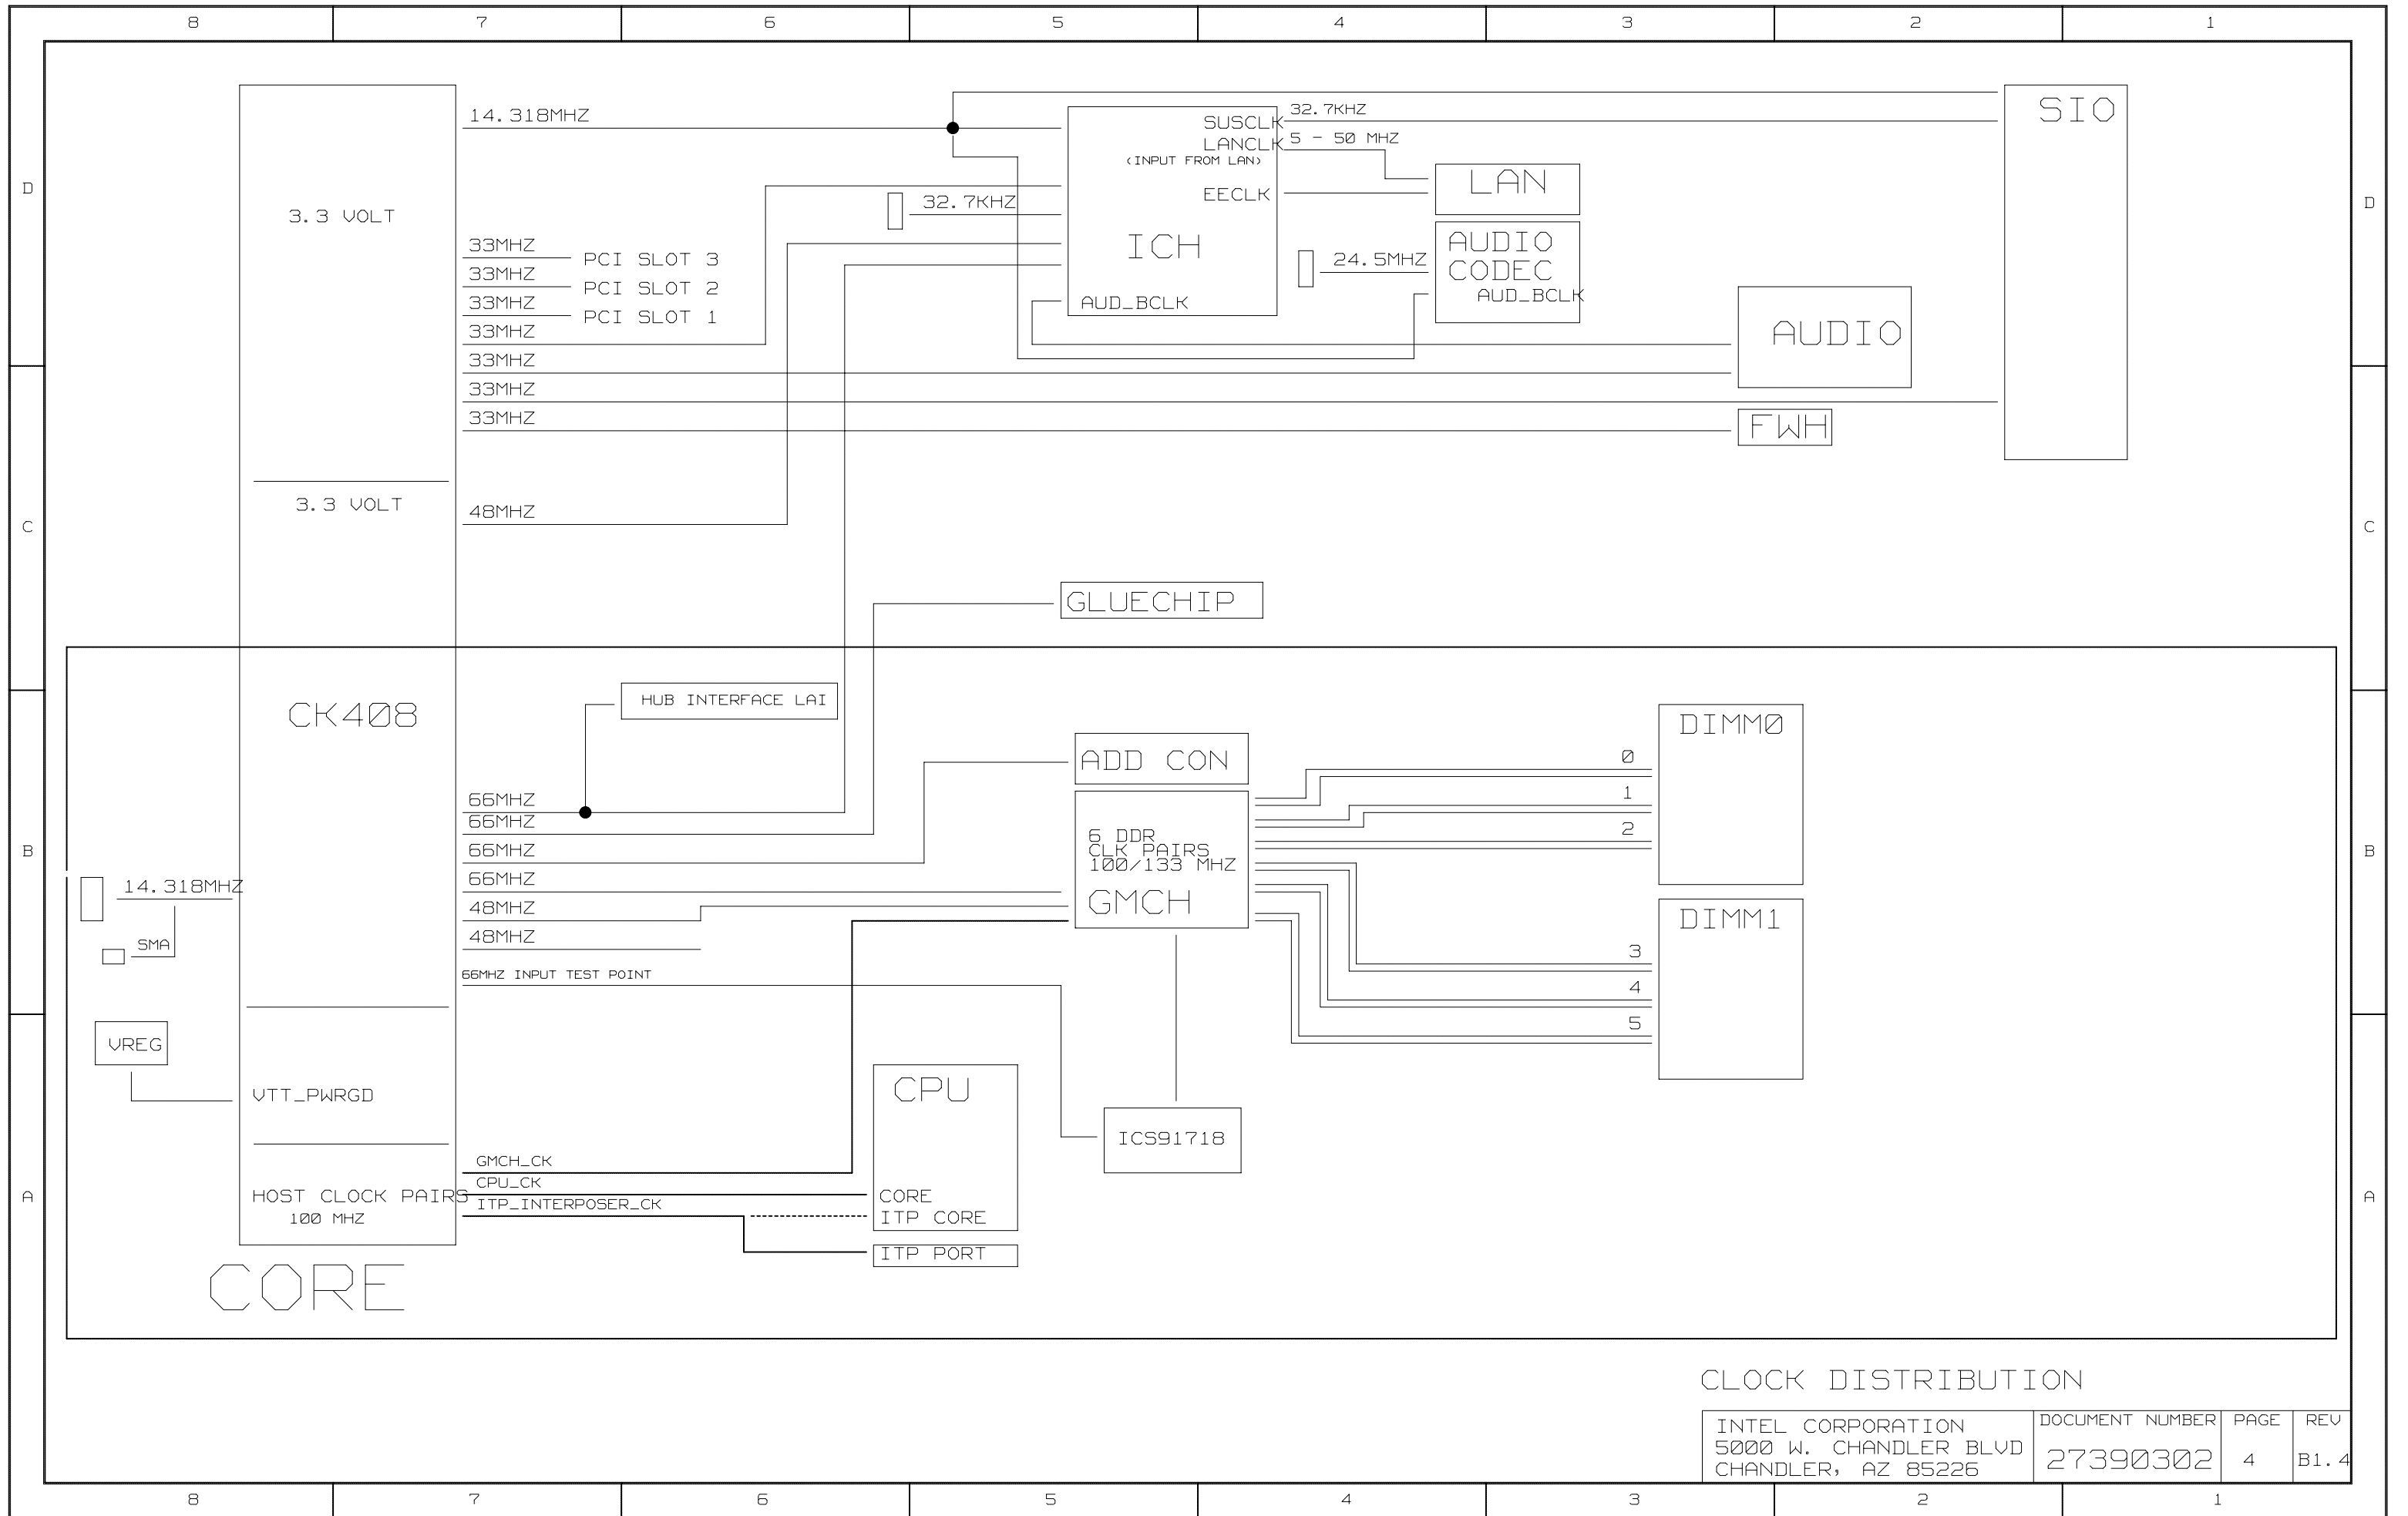 8 7 6 5 4 3 2 1
D
C
B
A
D
C
B
A
3.3 VOLT
3.3 VOLT
CK408
VTT_PWRGD
HOST CLOCK PAIRS
100 MHZ
CORE
14.318MHZ
SMA
VREG
14.318MHZ
33MHZ
PCI SLOT 3
33MHZ
PCI SLOT 2
33MHZ
PCI SLOT 1
33MHZ
33MHZ
33MHZ
33MHZ
48MHZ
32.7KHZ
SUSCLK
LANCLK
(INPUT FROM LAN)
EECLK
ICH
AUD_BCLK
32.7KHZ
5 - 50 MHZ
LAN
24.5MHZ
AUDIO
CODEC
AUD_BCLK
AUDIO
FWH
SIO
GLUECHIP
HUB INTERFACE LAI
66MHZ
66MHZ
66MHZ
66MHZ
48MHZ
48MHZ
66MHZ INPUT TEST POINT
ADD CON
6 DDR
CLK PAIRS
100/133 MHZ
GMCH
0
1
2
DIMM0
3
4
5
DIMM1
ICS91718
GMCH_CK
CPU_CK
ITP_INTERPOSER_CK
CPU
CORE
ITP CORE
ITP PORT
CLOCK DISTRIBUTION
INTEL CORPORATION
5000 W. CHANDLER BLVD
CHANDLER, AZ 85226
DOCUMENT NUMBER
27390302
PAGE
4
REV
B1.4
8 7 6 5 4 3 2 1